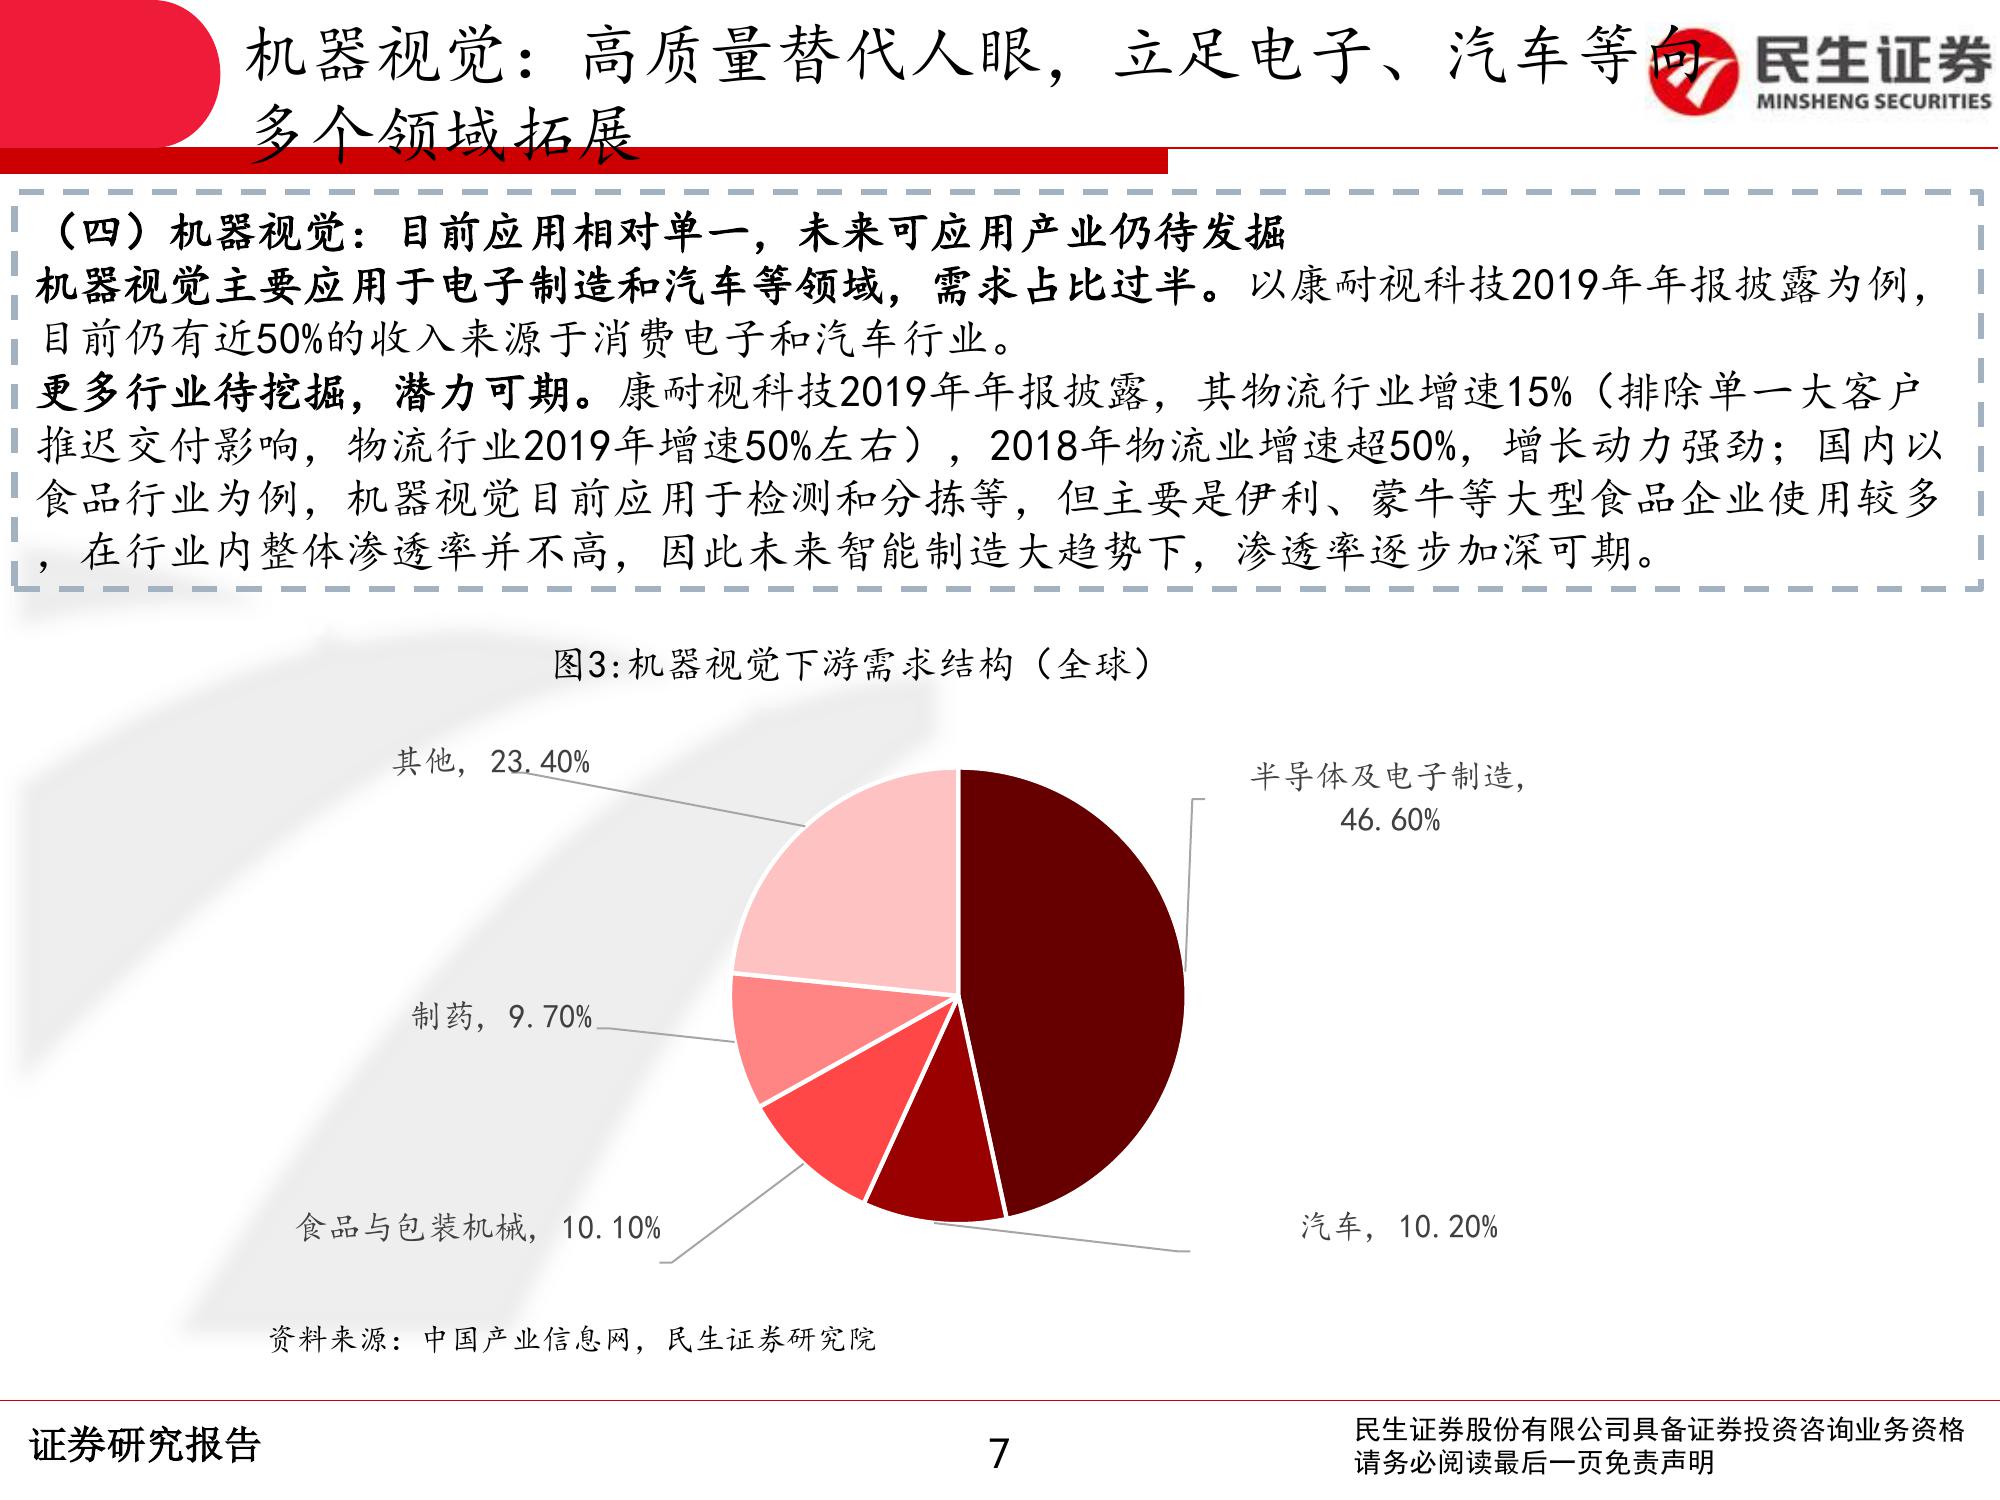 机器视觉：高质量替代人眼，立足电子、汽车等向
多个领域拓展
民生证券
MINSHENG SECURITIES
（四）机器视觉：目前应用相对单一，未来可应用产业仍待发掘
机器视觉主要应用于电子制造和汽车等领域，需求占比过半。以康耐视科技2019年年报披露为例，
目前仍有近50%的收入来源于消费电子和汽车行业。
更多行业待挖掘，潜力可期。康耐视科技2019年年报披露，其物流行业增速15%（排除单一大客户
推迟交付影响，物流行业2019年增速50%左右），2018年物流业增速超50%，增长动力强劲；国内以
食品行业为例，机器视觉目前应用于检测和分拣等，但主要是伊利、蒙牛等大型食品企业使用较多
，在行业内整体渗透率并不高，因此未来智能制造大趋势下，渗透率逐步加深可期。
图3:机器视觉下游需求结构（全球）
其他, 23.40%
半导体及电子制造,
46.60%
制药, 9.70%
食品与包装机械, 10.10%
汽车, 10.20%
资料来源：中国产业信息网，民生证券研究院
证券研究报告
7
民生证券股份有限公司具备证券投资咨询业务资格
请务必阅读最后一页免责声明